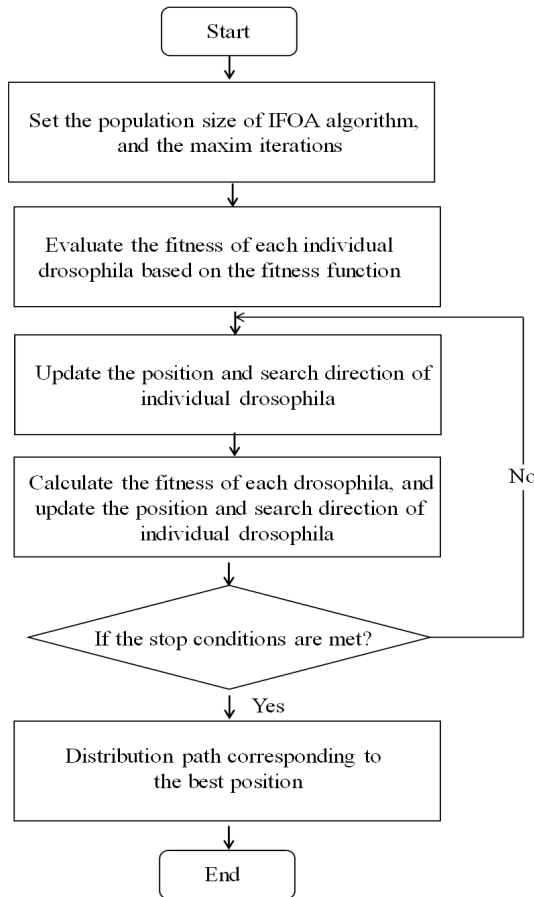 Start
Set the population size of IFOA algorithm,
and the maxim iterations
Evaluate the fitness of each individual
drosophila based on the fitness function
Update the position and search direction of
individual drosophila
Calculate the fitness of each drosophila, and
update the position and search direction of
individual drosophila
No
If the stop conditions are met?
Yes
Distribution path corresponding to
the best position
End